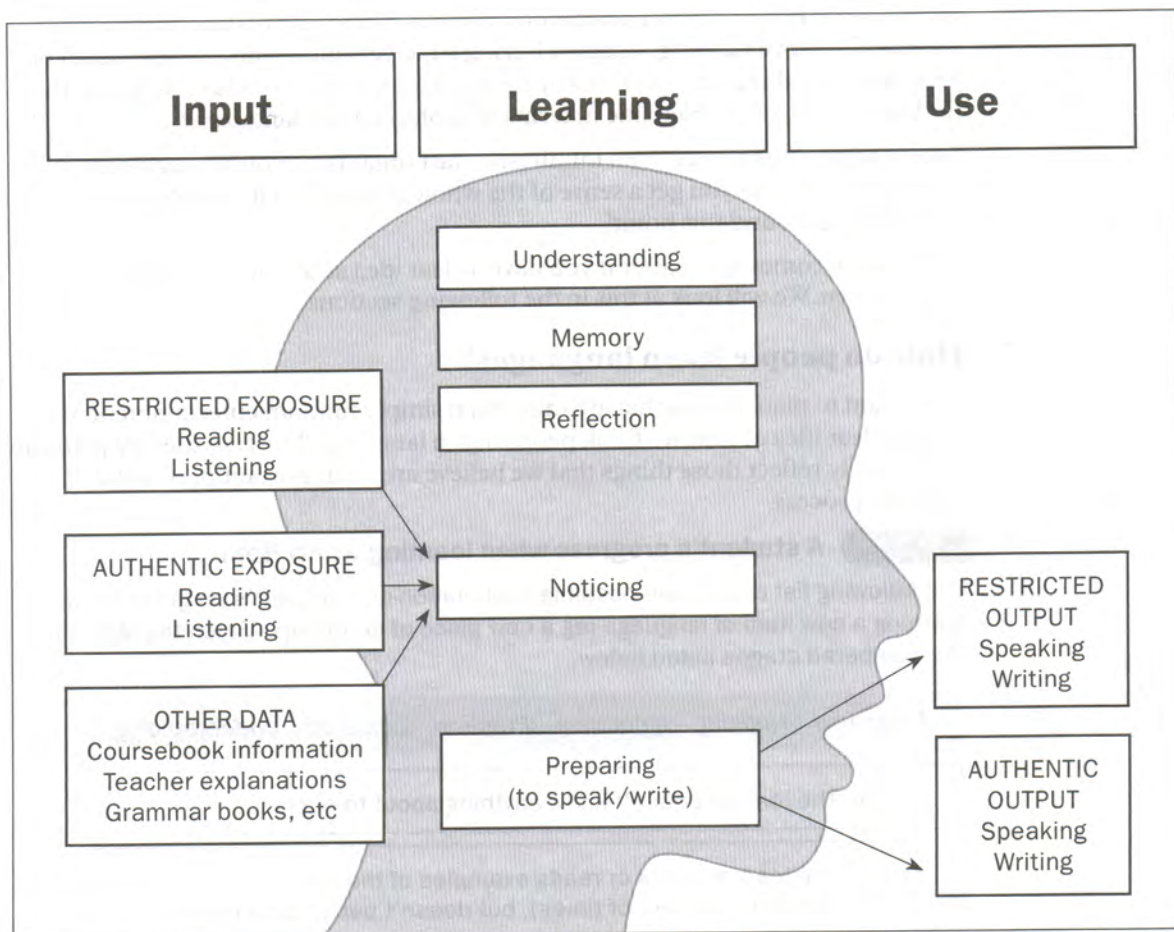 Input
Learning
Use
Understanding
Memory
Reflection
RESTRICTED EXPOSURE
Reading
Listening
AUTHENTIC EXPOSURE
Reading
Listening
OTHER DATA
Coursebook information
Teacher explanations
Grammar books, etc
Noticing
Preparing
(to speak/write)
RESTRICTED
OUTPUT
Speaking
Writing
AUTHENTIC
OUTPUT
Speaking
Writing